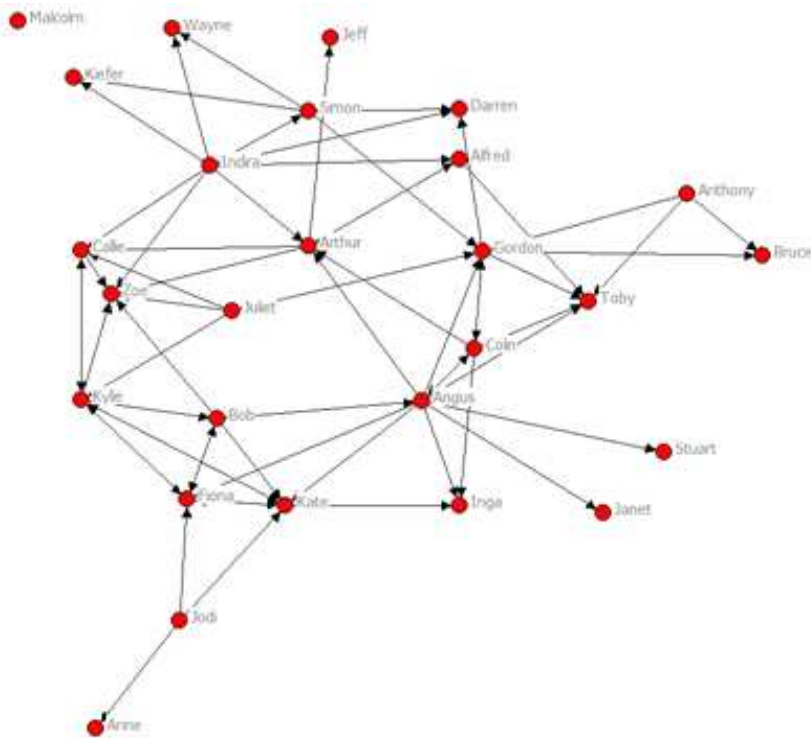 Malcolm
Wayne
Jeff
Kiefer
Simon
Darren
Alfred
Indra
Anthony
Calle
Arthur
Gordon
Bruce
Zoe
Juliet
Toby
Colin
Kyle
Angus
Bob
Stuart
Fiona
Kate
Inga
Janet
Jodi
Anne